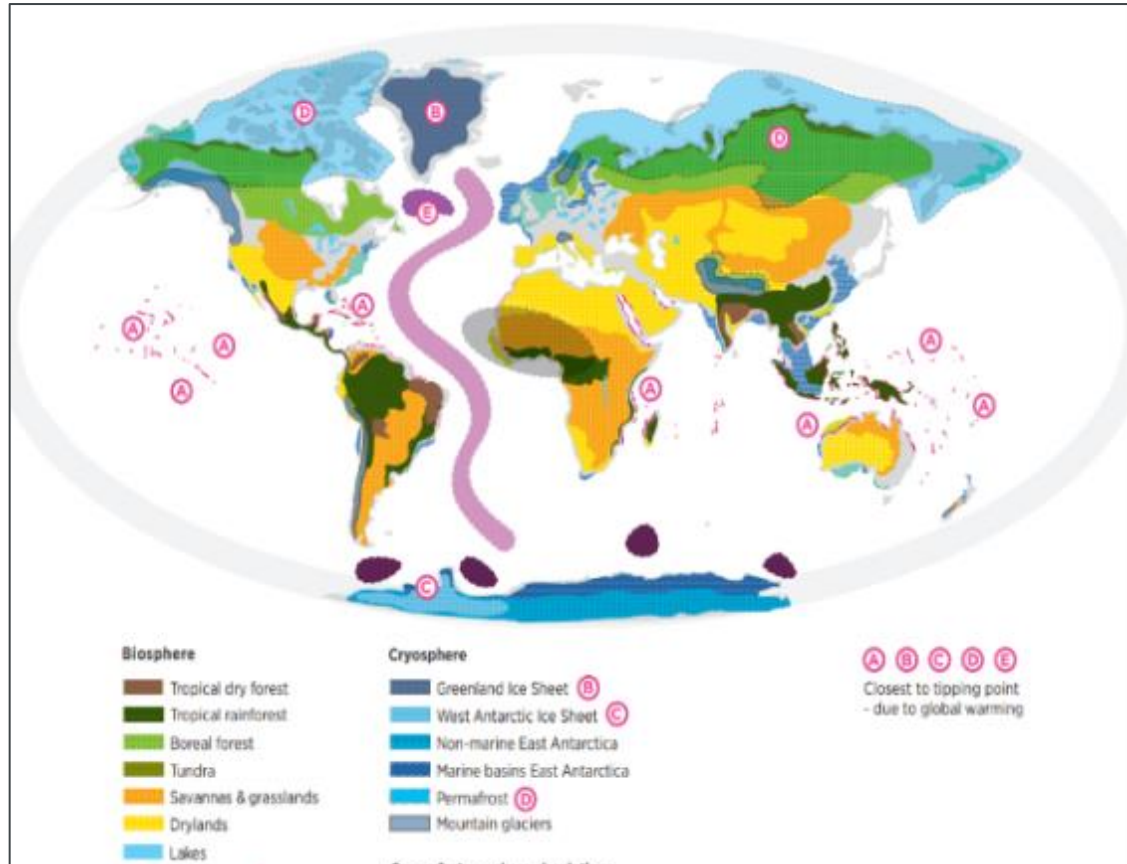 D
B
D
E
A
A
A
A
A
A
A
A
C
Biosphere
Tropical dry forest
Tropical rainforest
Boreal forest
Tundra
Savannas & grasslands
Drylands
Lakes
Cryosphere
Greenland Ice Sheet B
West Antarctic Ice Sheet C
Non-marine East Antarctica
Marine basins East Antarctica
Permafrost D
Mountain glaciers
A B C D E
Closest to tipping point
- due to global warming